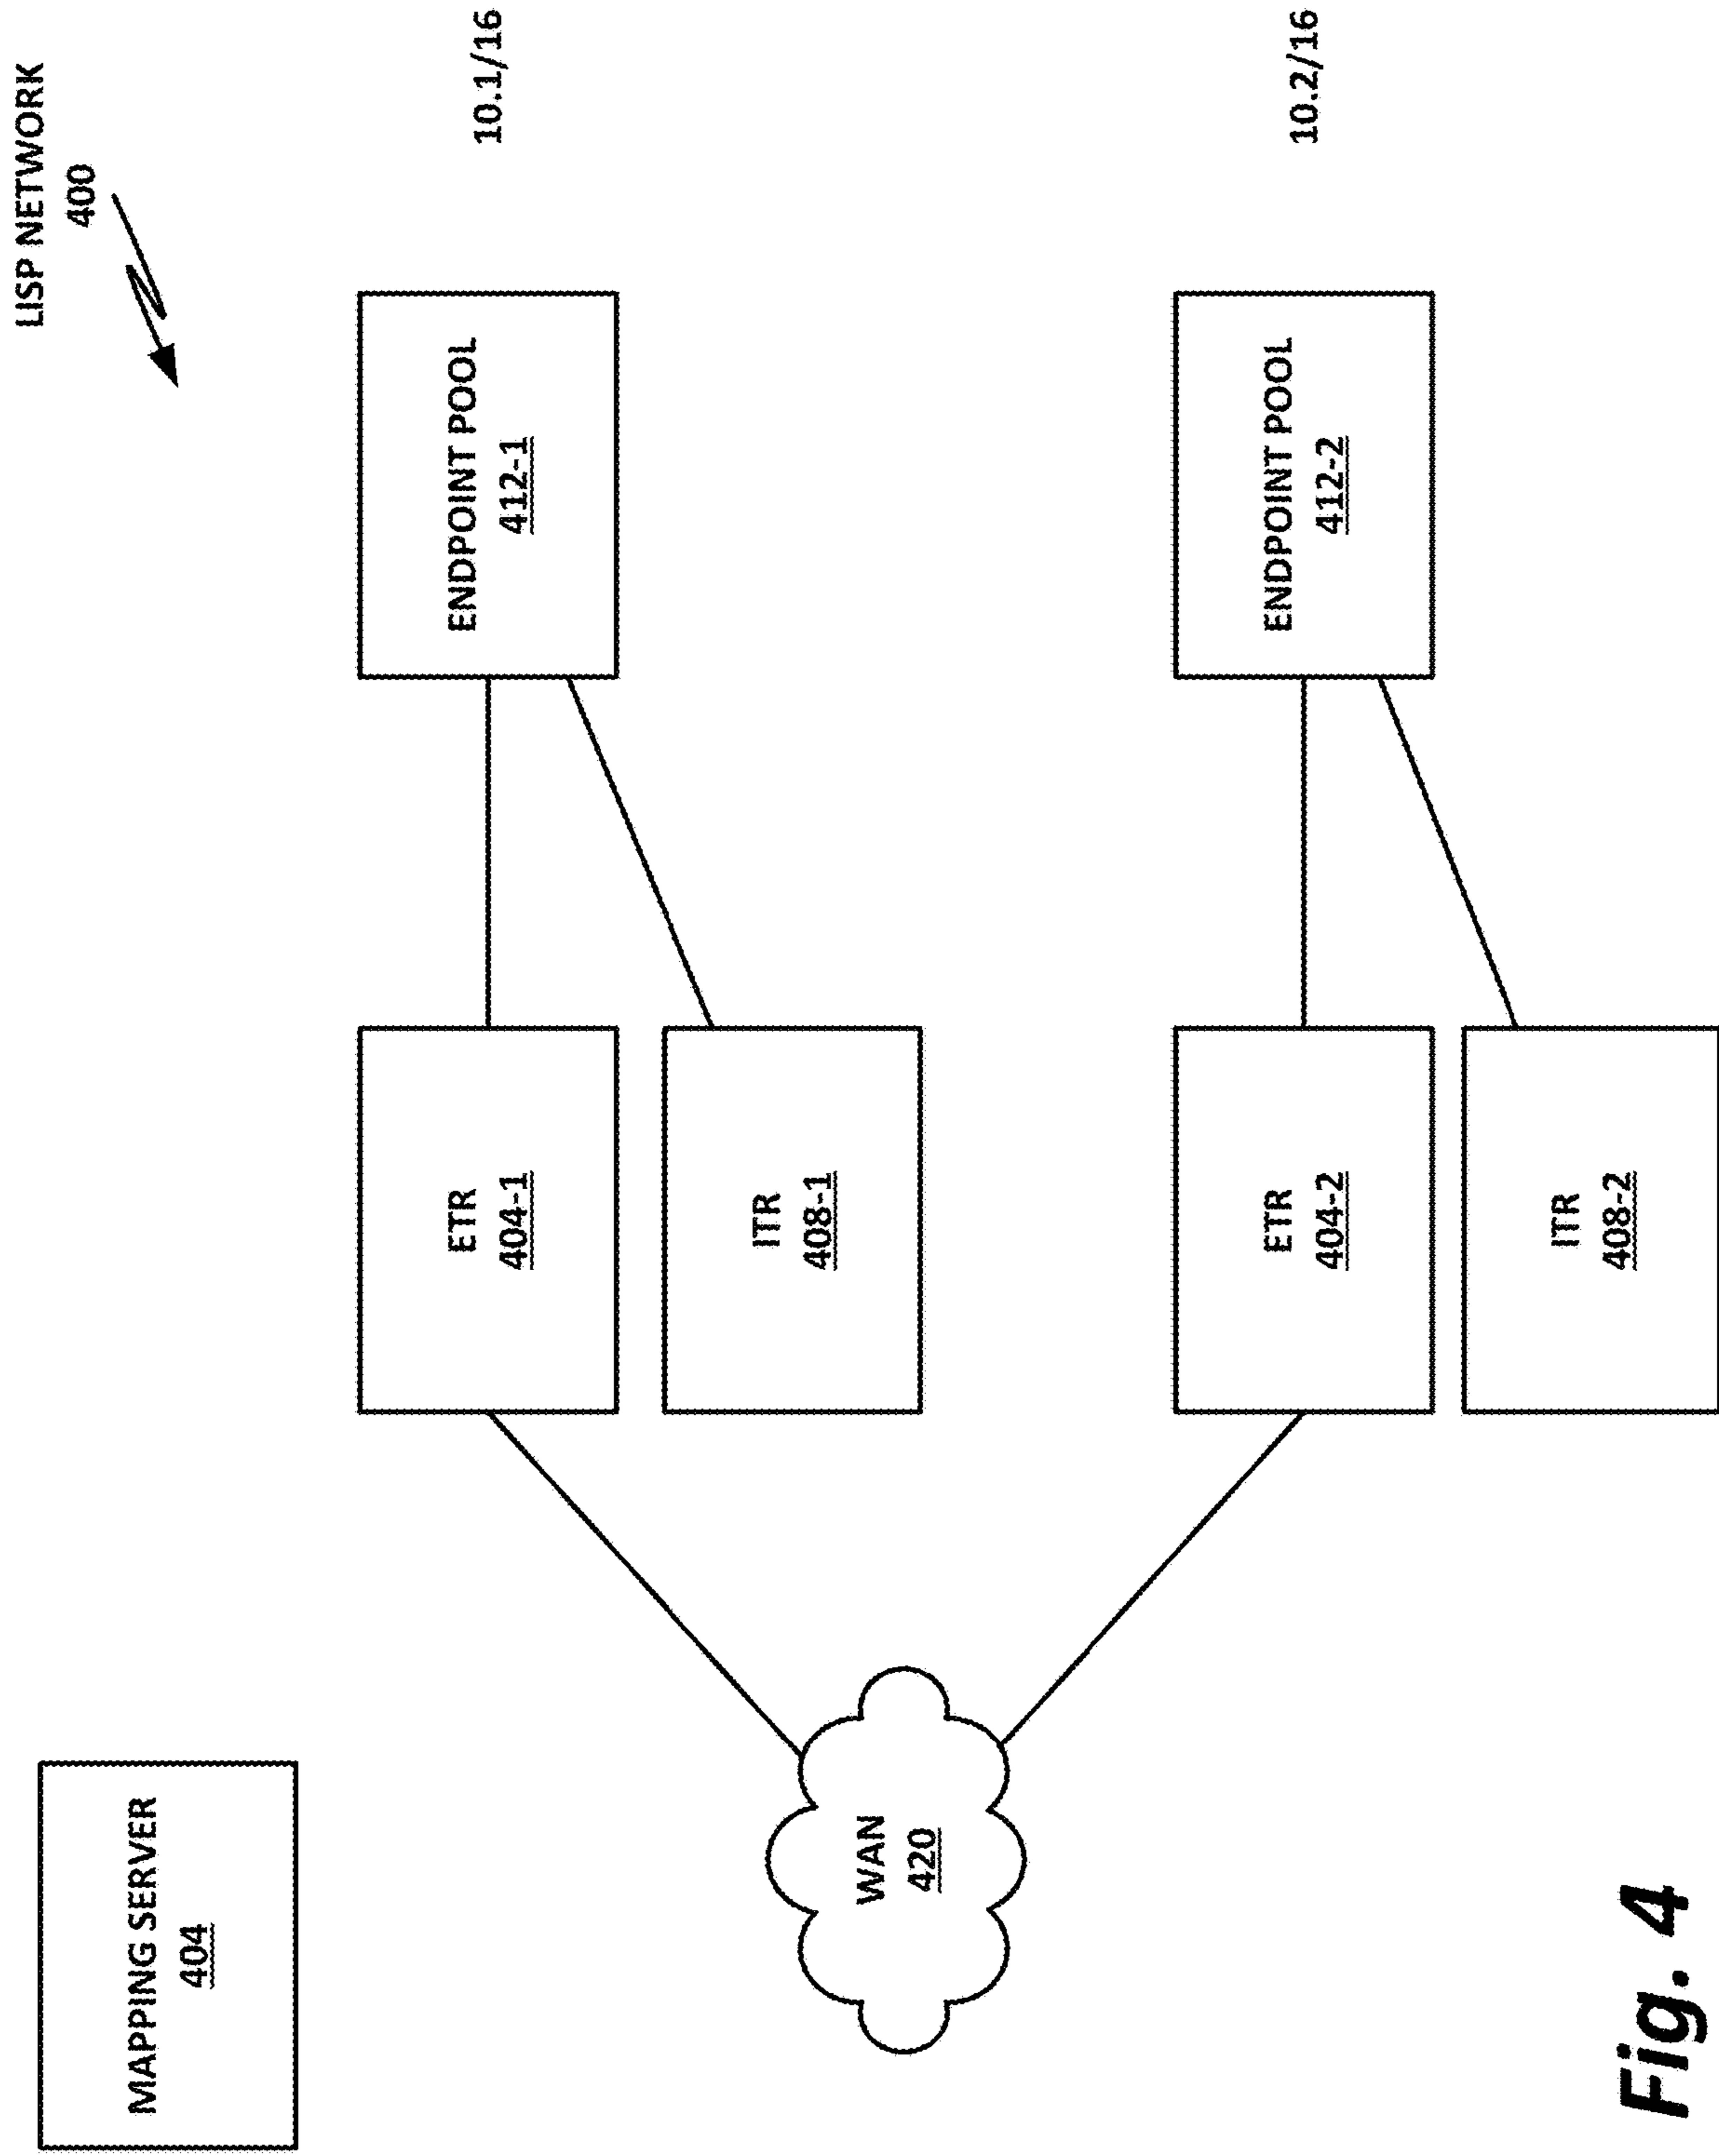 LISP NETWORK
400
MAPPING SERVER
404
ETR
404-1
ENDPOINT POOL
412-1
10.1/16
ITR
408-1
WAN
420
ETR
404-2
ENDPOINT POOL
412-2
10.2/16
ITR
408-2
Fig. 4